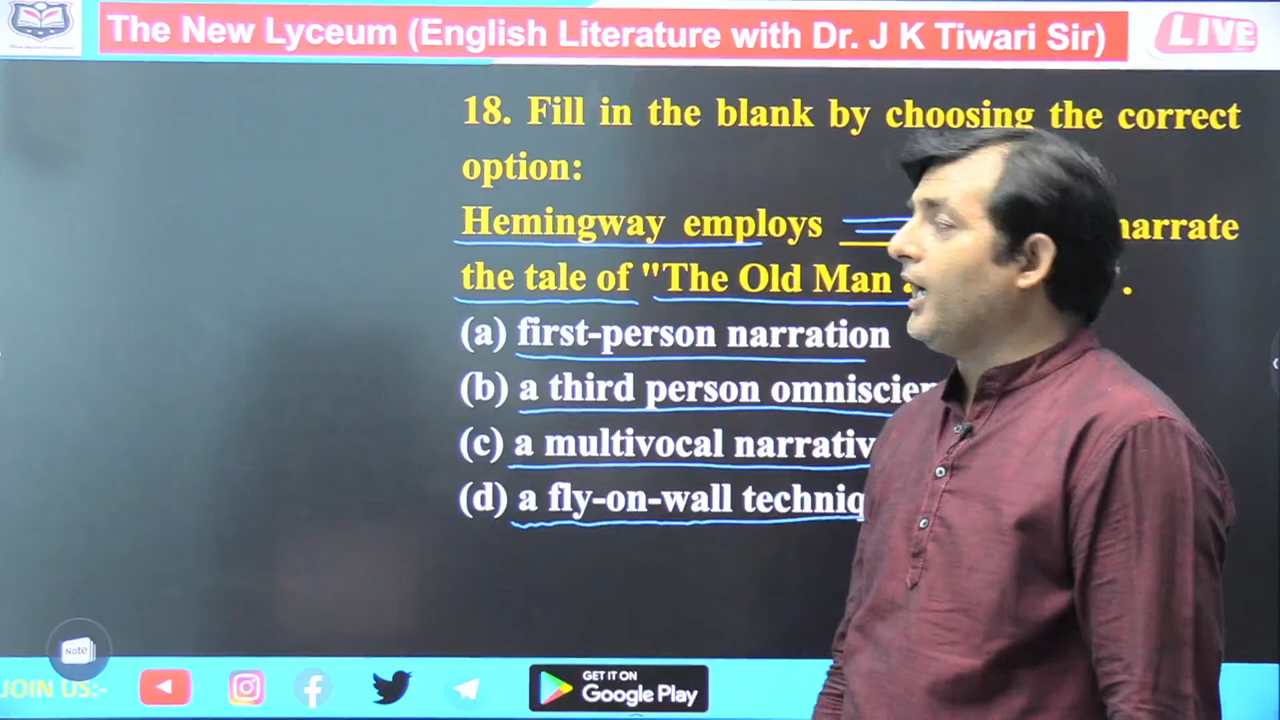 The New Lyceum (English Literature with Dr. J K Tiwari Sir)
LIVE
18. Fill in the blank by choosing the correct
option:
Hemingway employs narrate
the tale of "The Old Man .
(a) first-person narration
(b) a third person
(c) a multivocal
(d) a fly-on-wall
Note
JOIN US:-
GET IT ON
Google Play